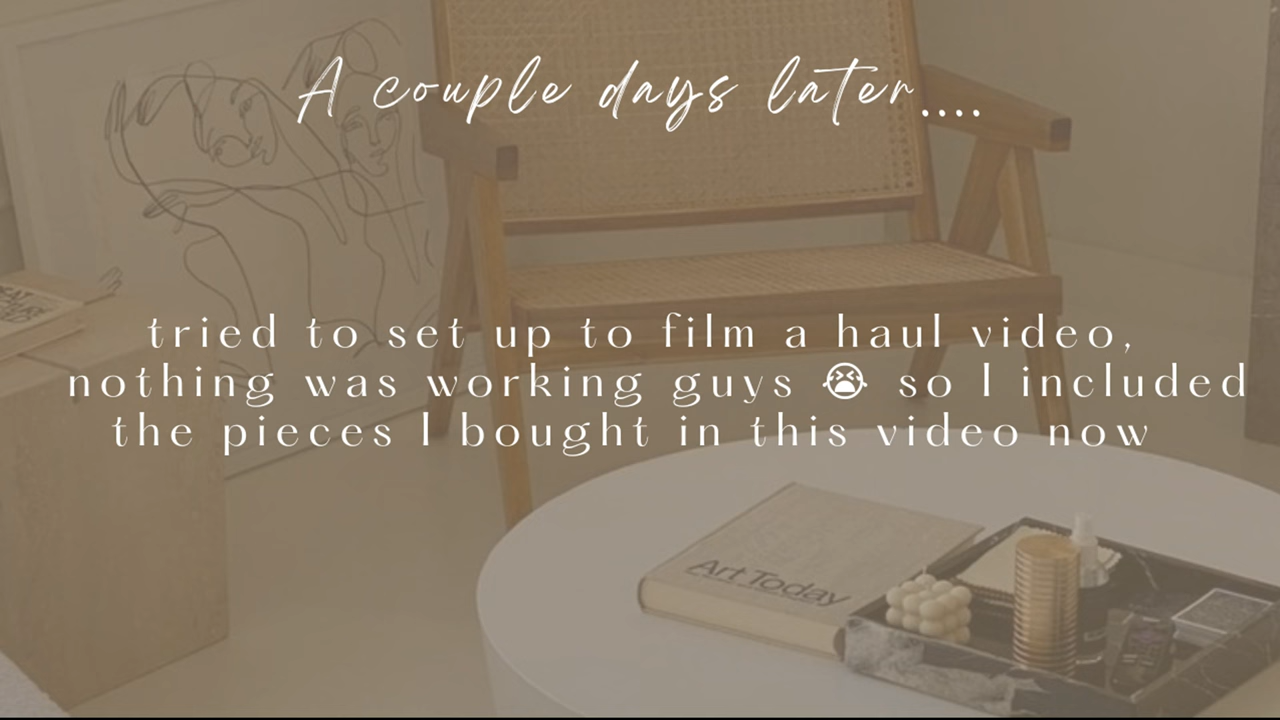 A couple days later....
tried to set up to film a haul video,
nothing was working guys 😭 so I included
the pieces I bought in this video now
Art Today